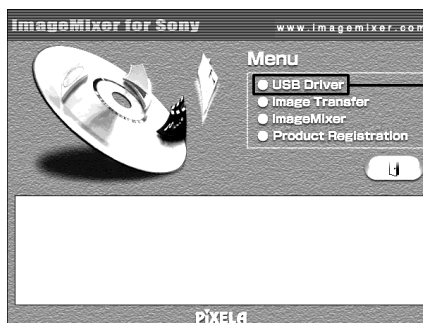 ImageMixer for Sony
www.imagemixer.com
Menu
USB Driver
Image Transfer
ImageMixer
Product Registration
PIXELA